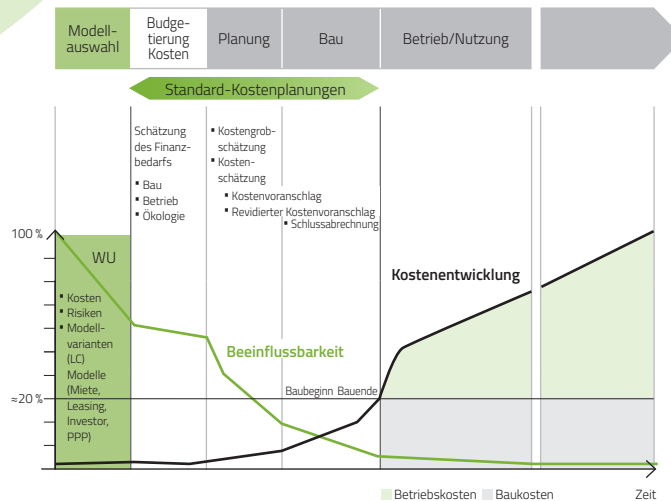 Modell-
auswahl
Budge-
tierung
Kosten
Planung
Bau
Betrieb/Nutzung
Standard-Kostenplanungen
Schätzung
des Finanz-
bedarfs
▪ Bau
▪ Betrieb
▪ Ökologie
▪ Kostengrob-
schätzung
▪ Kosten-
schätzung
▪ Kostenvoranschlag
▪ Revidierter Kostenvoranschlag
▪ Schlussabrechnung
100 %
WU
▪ Kosten
▪ Risiken
▪ Modell-
varianten
(LC)
Modelle
(Miete,
Leasing,
Investor,
PPP)
≈20 %
Kostenentwicklung
Beeinflussbarkeit
Baubeginn Bauende
Betriebskosten Baukosten Zeit